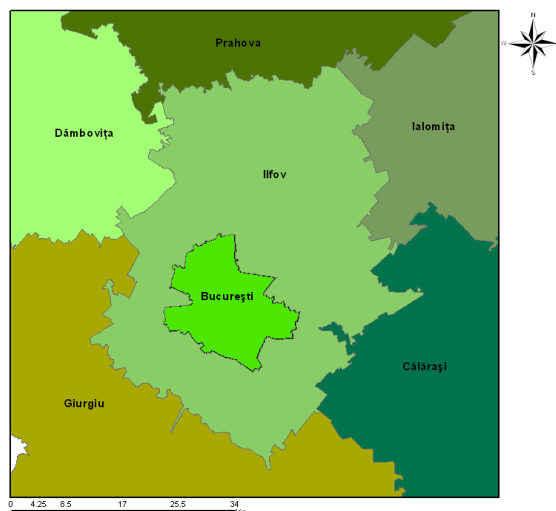 Prahova
N
W
S
Dâmbovița
Ialomița
Ilfov
București
Călărași
Giurgiu
0 4.25 8.5 17 25.5 34